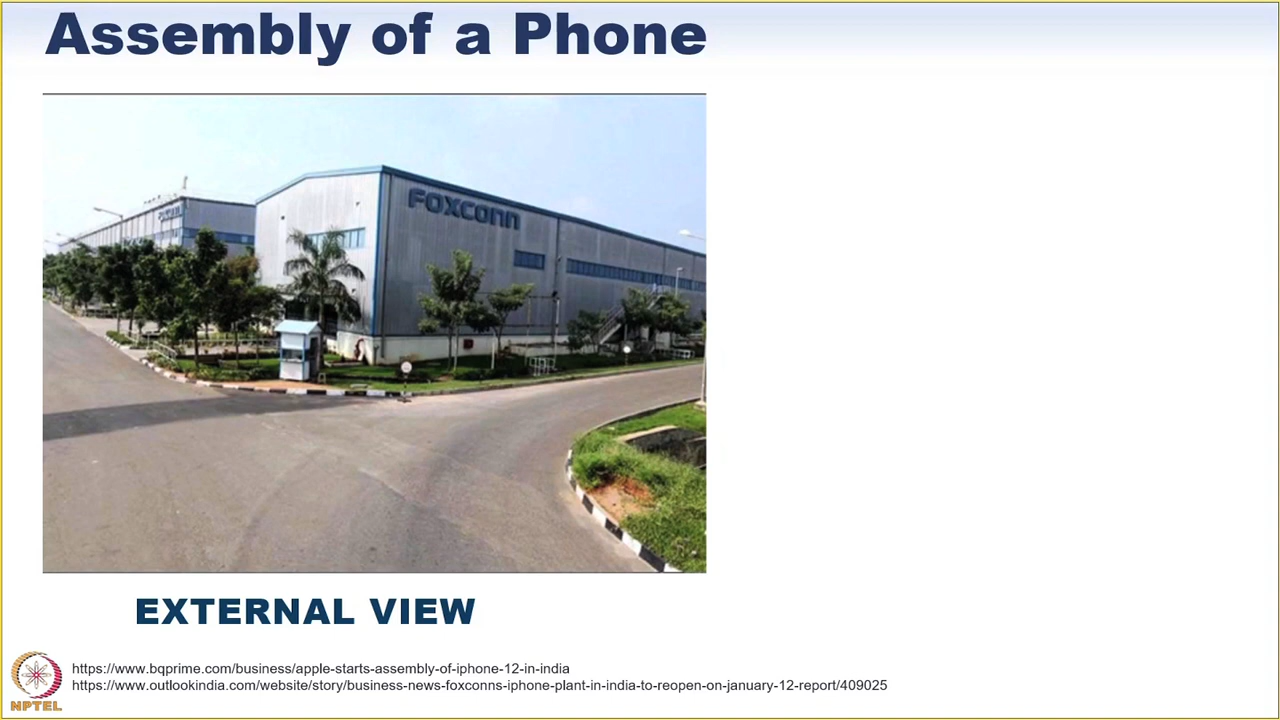 Assembly of a Phone
FOXCONN
FOXCONN
EXTERNAL VIEW
https://www.bqprime.com/business/apple-starts-assembly-of-iphone-12-in-india
https://www.outlookindia.com/website/story/business-news-foxconns-iphone-plant-in-india-to-reopen-on-january-12-report/409025
NPTEL